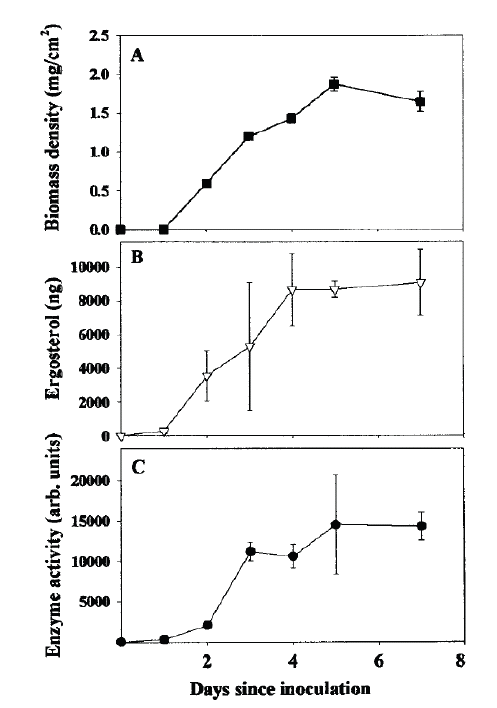 2.5
A
2.0
1.5
1.0
0.5
0.0
Biomass density (mg/cm²)
B
10000
8000
6000
4000
2000
0
Ergosterol (ng)
C
20000
15000
10000
5000
Enzyme activity (arb. units)
2 4 6 8
Days since inoculation